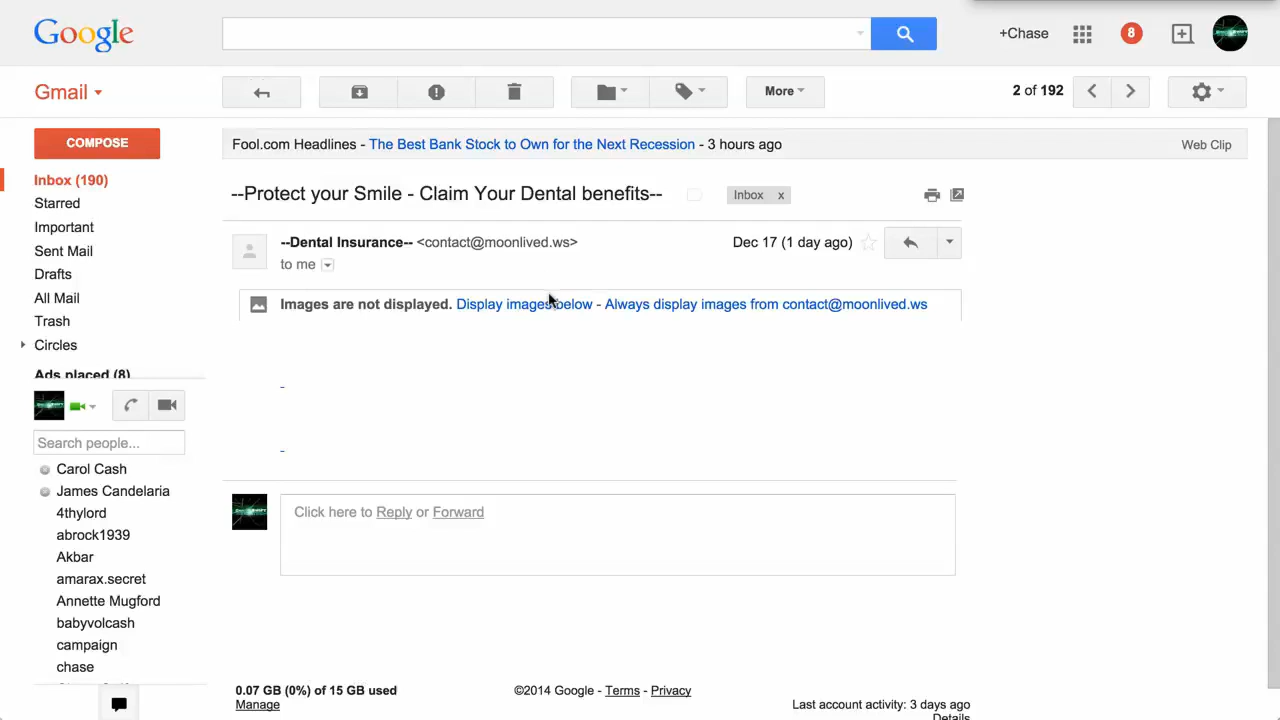 Google
+Chase
8
Gmail
More
2 of 192
COMPOSE
Fool.com Headlines - The Best Bank Stock to Own for the Next Recession - 3 hours ago
Web Clip
Inbox (190)
Starred
Important
Sent Mail
Drafts
All Mail
Trash
Circles
Ads placed (8)
--Protect your Smile - Claim Your Dental benefits--
Inbox x
--Dental Insurance-- <contact@moonlived.ws>
Dec 17 (1 day ago)
to me
Images are not displayed. Display images below - Always display images from contact@moonlived.ws
-
-
Click here to Reply or Forward
Search people...
Carol Cash
James Candelaria
4thylord
abrock1939
Akbar
amarax.secret
Annette Mugford
babyvolcash
campaign
chase
0.07 GB (0%) of 15 GB used
Manage
©2014 Google - Terms - Privacy
Last account activity: 3 days ago
Details